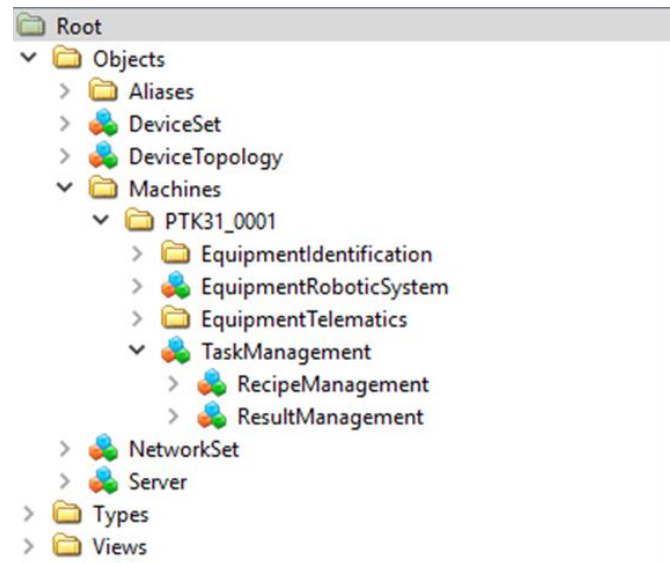 Root
Objects
Aliases
DeviceSet
DeviceTopology
Machines
PTK31_0001
EquipmentIdentification
EquipmentRoboticSystem
EquipmentTelematics
TaskManagement
RecipeManagement
ResultManagement
NetworkSet
Server
Types
Views